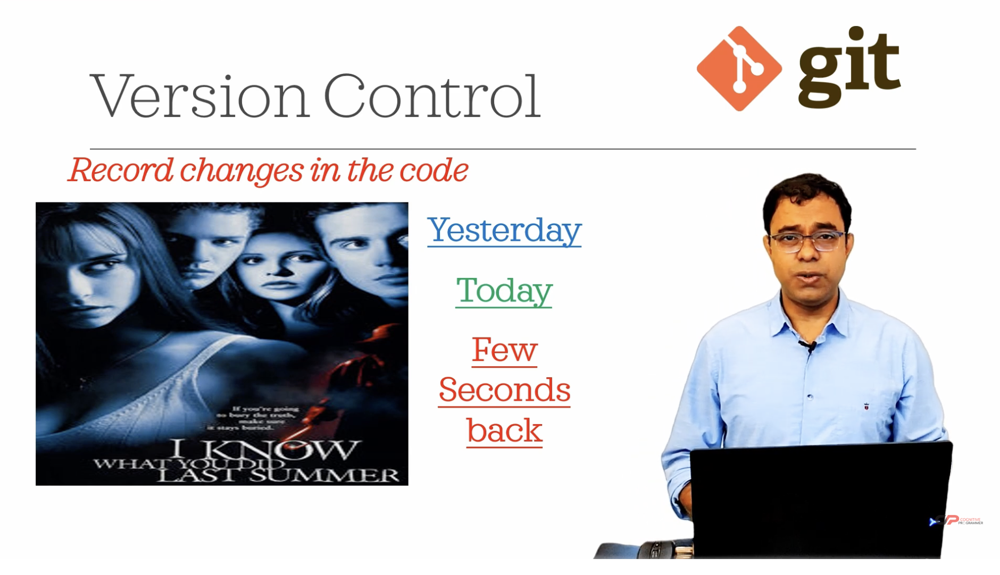 git
Version Control
Record changes in the code
Yesterday
Today
Few
Seconds
back
If you're going
to bury the truth,
make sure
it stays buried.
I KNOW
WHAT YOU DID
LAST SUMMER
COGNITIVE
PROGRAMMER